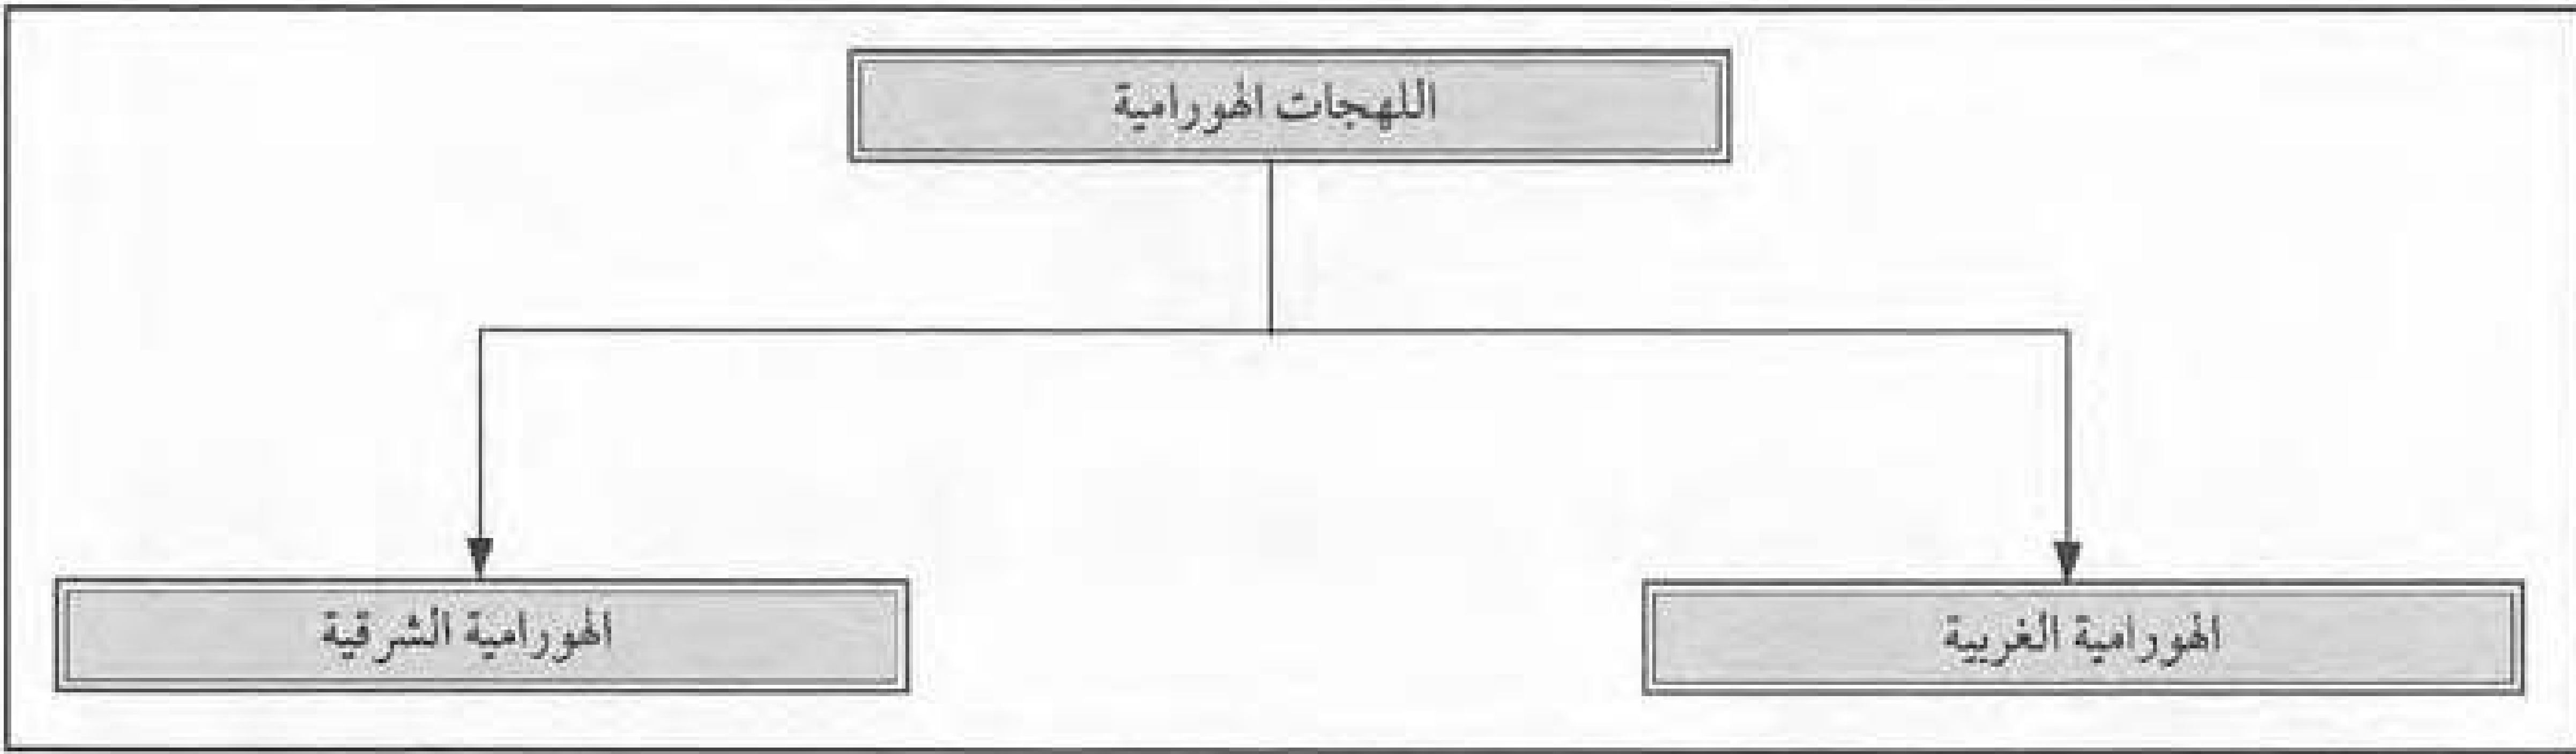 اللهجات الهورامية
الهورامية الغربية
الهورامية الشرقية